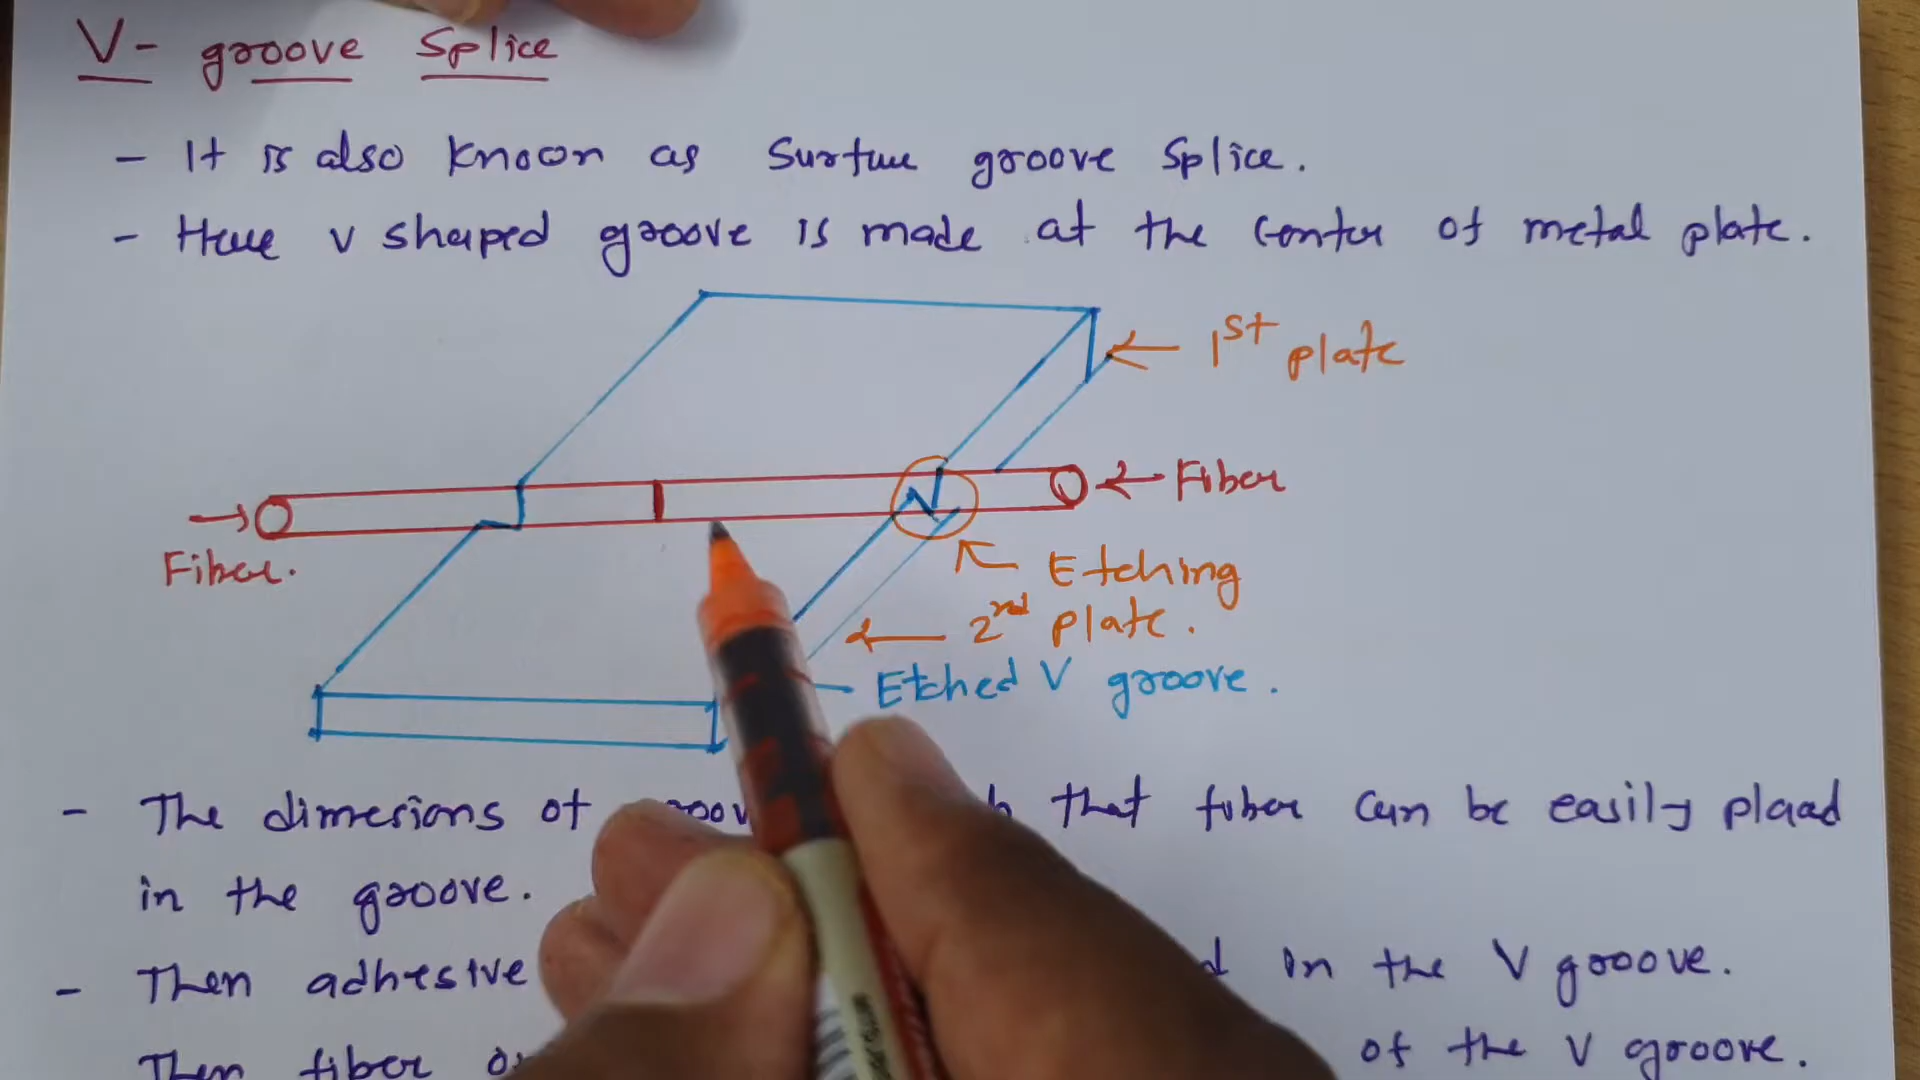 V- groove Splice
- It is also known as Surface groove Splice.
- Here V shaped groove is made at the center of metal plate.
1st plate
Fiber
Fiber.
Etching
2nd plate.
Etched V groove.
- The dimesions of that fiber can be easily placed
in the groove.
- Then adhesive in the V groove.
Then fiber of the V groove.